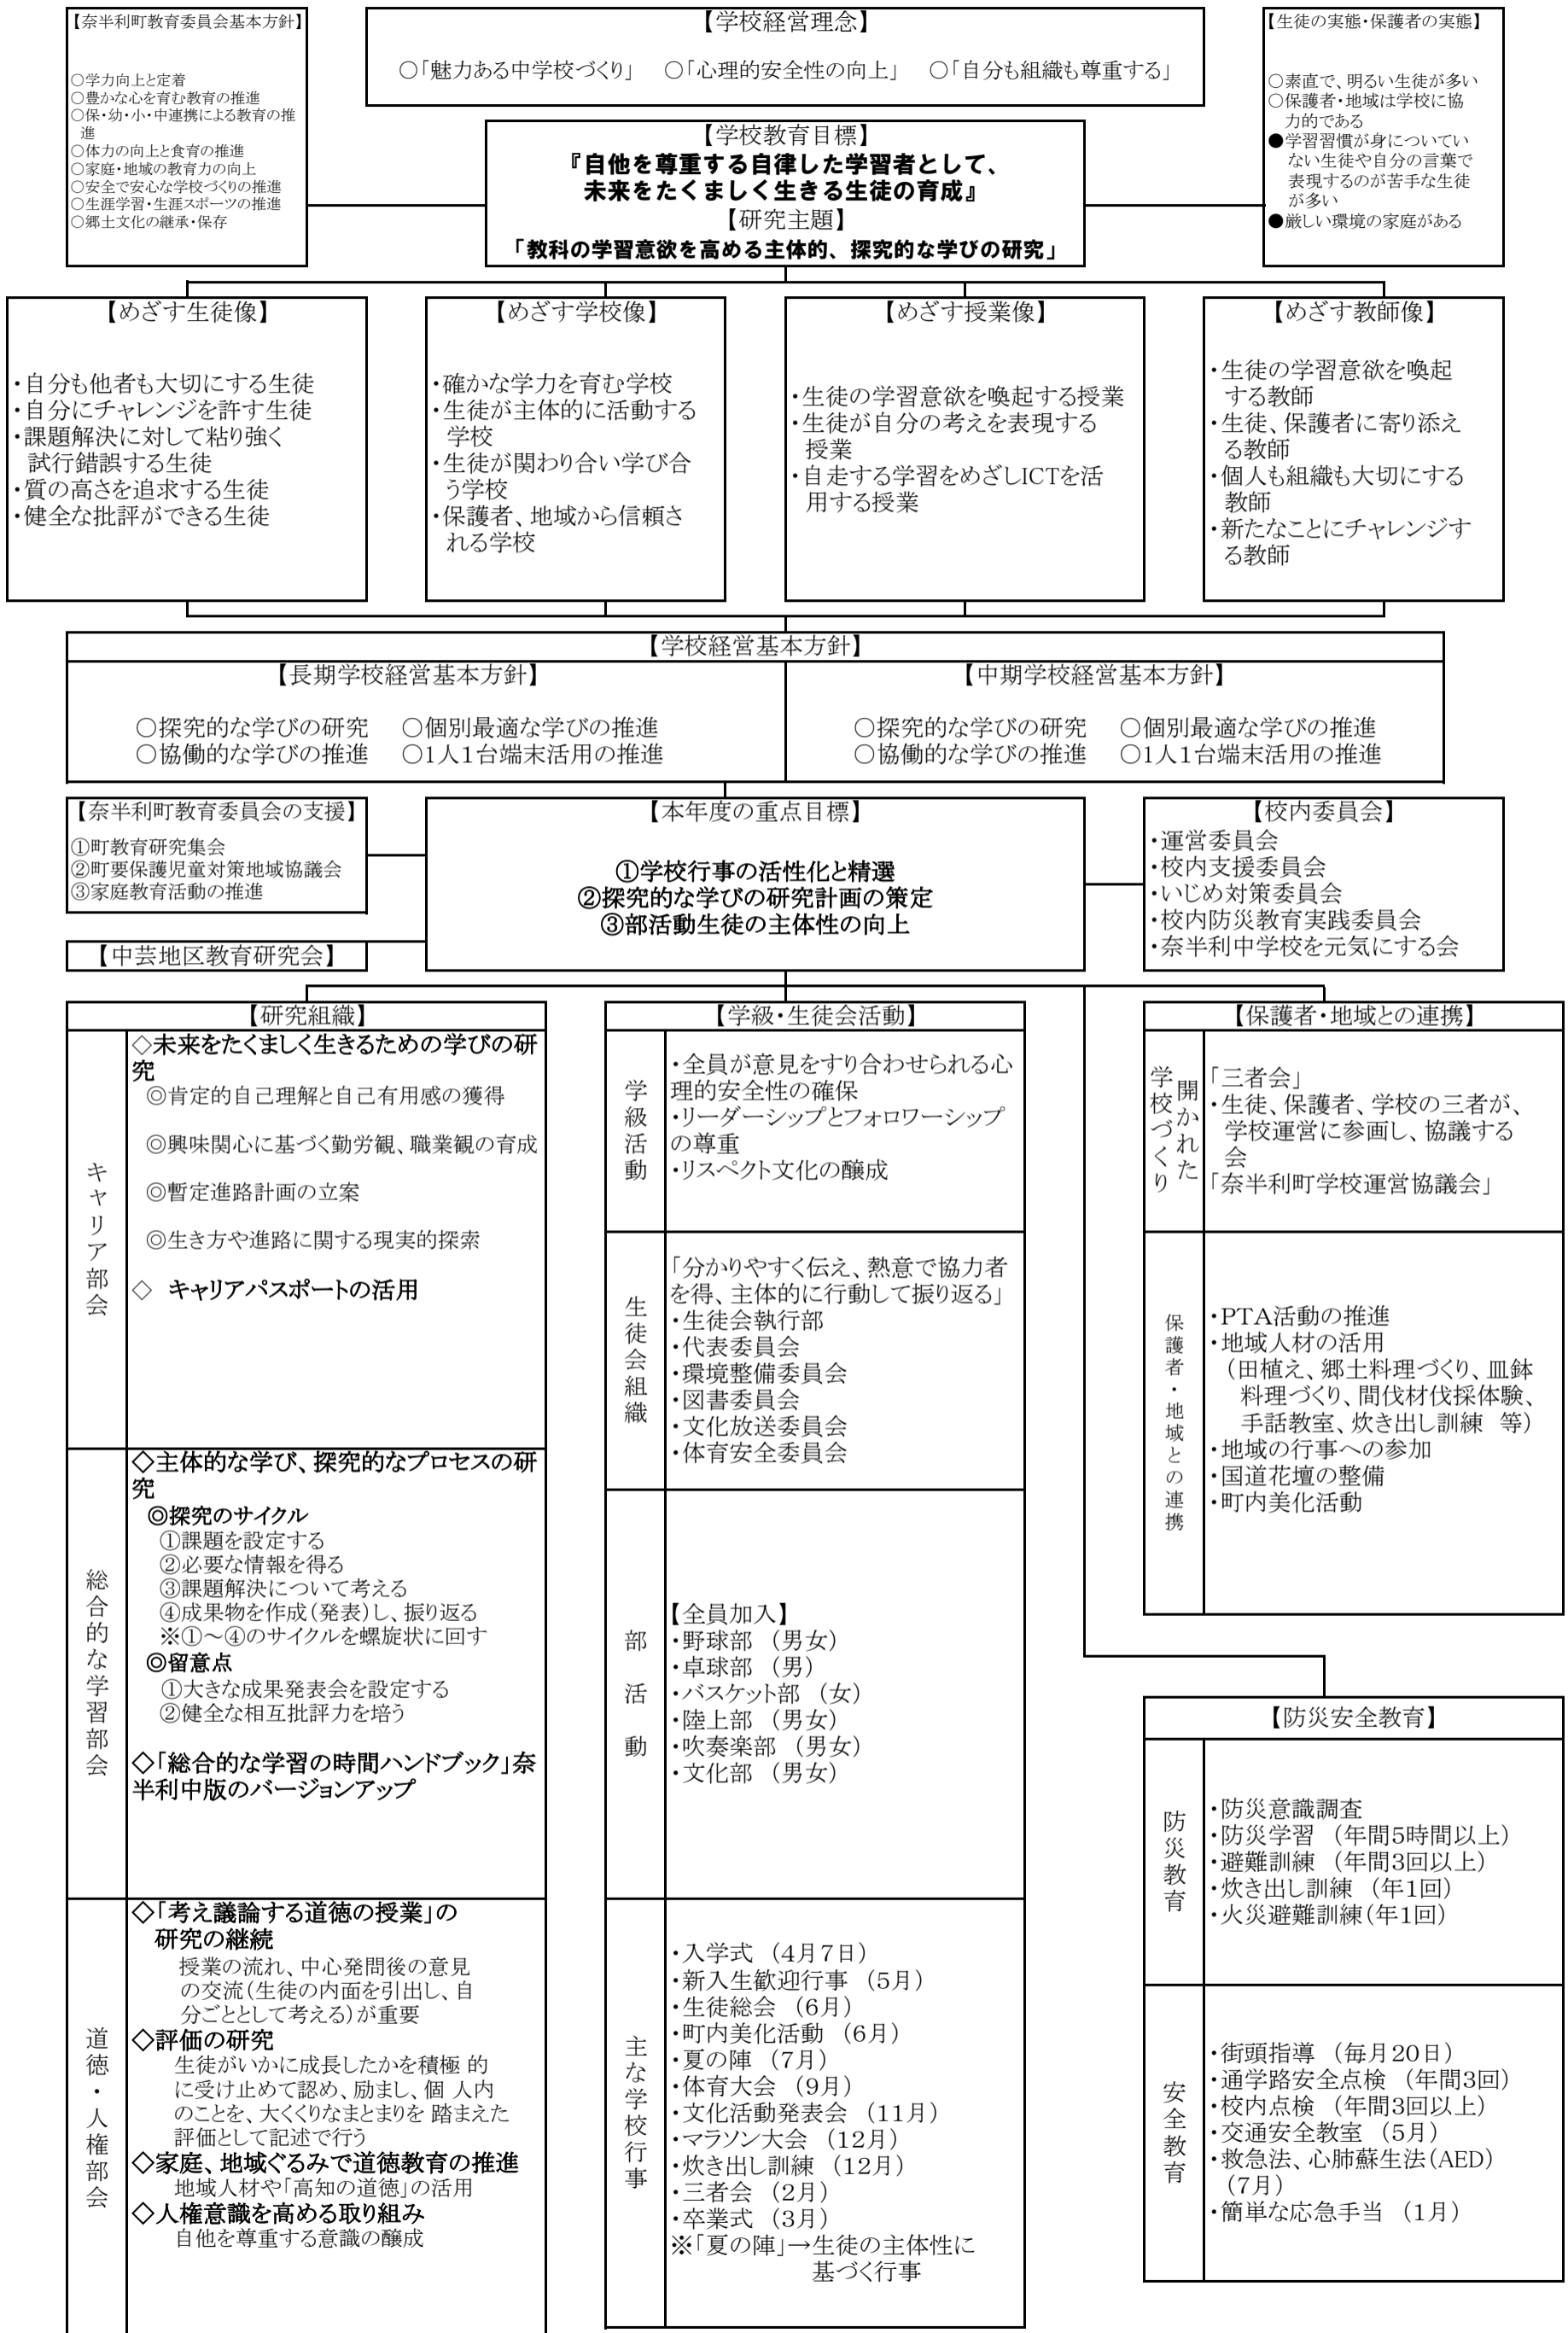 【奈半利町教育委員会基本方針】
○学力向上と定着
○豊かな心を育む教育の推進
○保・幼・小・中連携による教育の推
進
○体力の向上と食育の推進
○家庭・地域の教育力の向上
○安全で安心な学校づくりの推進
○生涯学習・生涯スポーツの推進
○郷土文化の継承・保存
【学校経営理念】
○「魅力ある中学校づくり」 ○「心理的安全性の向上」 ○「自分も組織も尊重する」
【生徒の実態・保護者の実態】
○素直で、明るい生徒が多い
○保護者・地域は学校に協
力的である
●学習習慣が身についてい
ない生徒や自分の言葉で
表現するのが苦手な生徒
が多い
●厳しい環境の家庭がある
【学校教育目標】
『自他を尊重する自律した学習者として、
未来をたくましく生きる生徒の育成』
【研究主題】
「教科の学習意欲を高める主体的、探究的な学びの研究」
【めざす生徒像】
・自分も他者も大切にする生徒
・自分にチャレンジを許す生徒
・課題解決に対して粘り強く
試行錯誤する生徒
・質の高さを追求する生徒
・健全な批評ができる生徒
【めざす学校像】
・確かな学力を育む学校
・生徒が主体的に活動する
学校
・生徒が関わり合い学び合
う学校
・保護者、地域から信頼さ
れる学校
【めざす授業像】
・生徒の学習意欲を喚起する授業
・生徒が自分の考えを表現する
授業
・自走する学習をめざしICTを活
用する授業
【めざす教師像】
・生徒の学習意欲を喚起
する教師
・生徒、保護者に寄り添え
る教師
・個人も組織も大切にする
教師
・新たなことにチャレンジす
る教師
【学校経営基本方針】
【長期学校経営基本方針】
○探究的な学びの研究 ○個別最適な学びの推進
○協働的な学びの推進 ○1人1台端末活用の推進
【中期学校経営基本方針】
○探究的な学びの研究 ○個別最適な学びの推進
○協働的な学びの推進 ○1人1台端末活用の推進
【奈半利町教育委員会の支援】
①町教育研究集会
②町要保護児童対策地域協議会
③家庭教育活動の推進
【中芸地区教育研究会】
【本年度の重点目標】
①学校行事の活性化と精選
②探究的な学びの研究計画の策定
③部活動生徒の主体性の向上
【校内委員会】
・運営委員会
・校内支援委員会
・いじめ対策委員会
・校内防災教育実践委員会
・奈半利中学校を元気にする会
【研究組織】
キャリア部会
◇未来をたくましく生きるための学びの研
究
◎肯定的自己理解と自己有用感の獲得
◎興味関心に基づく勤労観、職業観の育成
◎暫定進路計画の立案
◎生き方や進路に関する現実的探索
◇ キャリアパスポートの活用
総合的な学習部会
◇主体的な学び、探究的なプロセスの研
究
◎探究のサイクル
①課題を設定する
②必要な情報を得る
③課題解決について考える
④成果物を作成（発表）し、振り返る
※①～④のサイクルを螺旋状に回す
◎留意点
①大きな成果発表会を設定する
②健全な相互批評力を培う
◇「総合的な学習の時間ハンドブック」奈
半利中版のバージョンアップ
道徳・人権部会
◇「考え議論する道徳の授業」の
研究の継続
授業の流れ、中心発問後の意見
の交流（生徒の内面を引出し、自
分ごととして考える）が重要
◇評価の研究
生徒がいかに成長したかを積極 的
に受け止めて認め、励まし、個 人内
のことを、大くくりなまとまりを 踏まえた
評価として記述で行う
◇家庭、地域ぐるみで道徳教育の推進
地域人材や「高知の道徳」の活用
◇人権意識を高める取り組み
自他を尊重する意識の醸成
【学級・生徒会活動】
学級活動
・全員が意見をすり合わせられる心
理的安全性の確保
・リーダーシップとフォロワーシップ
の尊重
・リスペクト文化の醸成
生徒会組織
「分かりやすく伝え、熱意で協力者
を得、主体的に行動して振り返る」
・生徒会執行部
・代表委員会
・環境整備委員会
・図書委員会
・文化放送委員会
・体育安全委員会
部活動
【全員加入】
・野球部 （男女）
・卓球部 （男）
・バスケット部 （女）
・陸上部 （男女）
・吹奏楽部 （男女）
・文化部 （男女）
主な学校行事
・入学式 （4月7日）
・新入生歓迎行事 （5月）
・生徒総会 （6月）
・町内美化活動 （6月）
・夏の陣 （7月）
・体育大会 （9月）
・文化活動発表会 （11月）
・マラソン大会 （12月）
・炊き出し訓練 （12月）
・三者会 （2月）
・卒業式 （3月）
※「夏の陣」→生徒の主体性に
基づく行事
【保護者・地域との連携】
開かれた
学校づくり
「三者会」
・生徒、保護者、学校の三者が、
学校運営に参画し、協議する
会
「奈半利町学校運営協議会」
保護者・地域との連携
・PTA活動の推進
・地域人材の活用
（田植え、郷土料理づくり、皿鉢
料理づくり、間伐材伐採体験、
手話教室、炊き出し訓練 等）
・地域の行事への参加
・国道花壇の整備
・町内美化活動
【防災安全教育】
防災教育
・防災意識調査
・防災学習 （年間5時間以上）
・避難訓練 （年間3回以上）
・炊き出し訓練 （年1回）
・火災避難訓練（年1回）
安全教育
・街頭指導 （毎月20日）
・通学路安全点検 （年間3回）
・校内点検 （年間3回以上）
・交通安全教室 （5月）
・救急法、心肺蘇生法（AED）
（7月）
・簡単な応急手当 （1月）